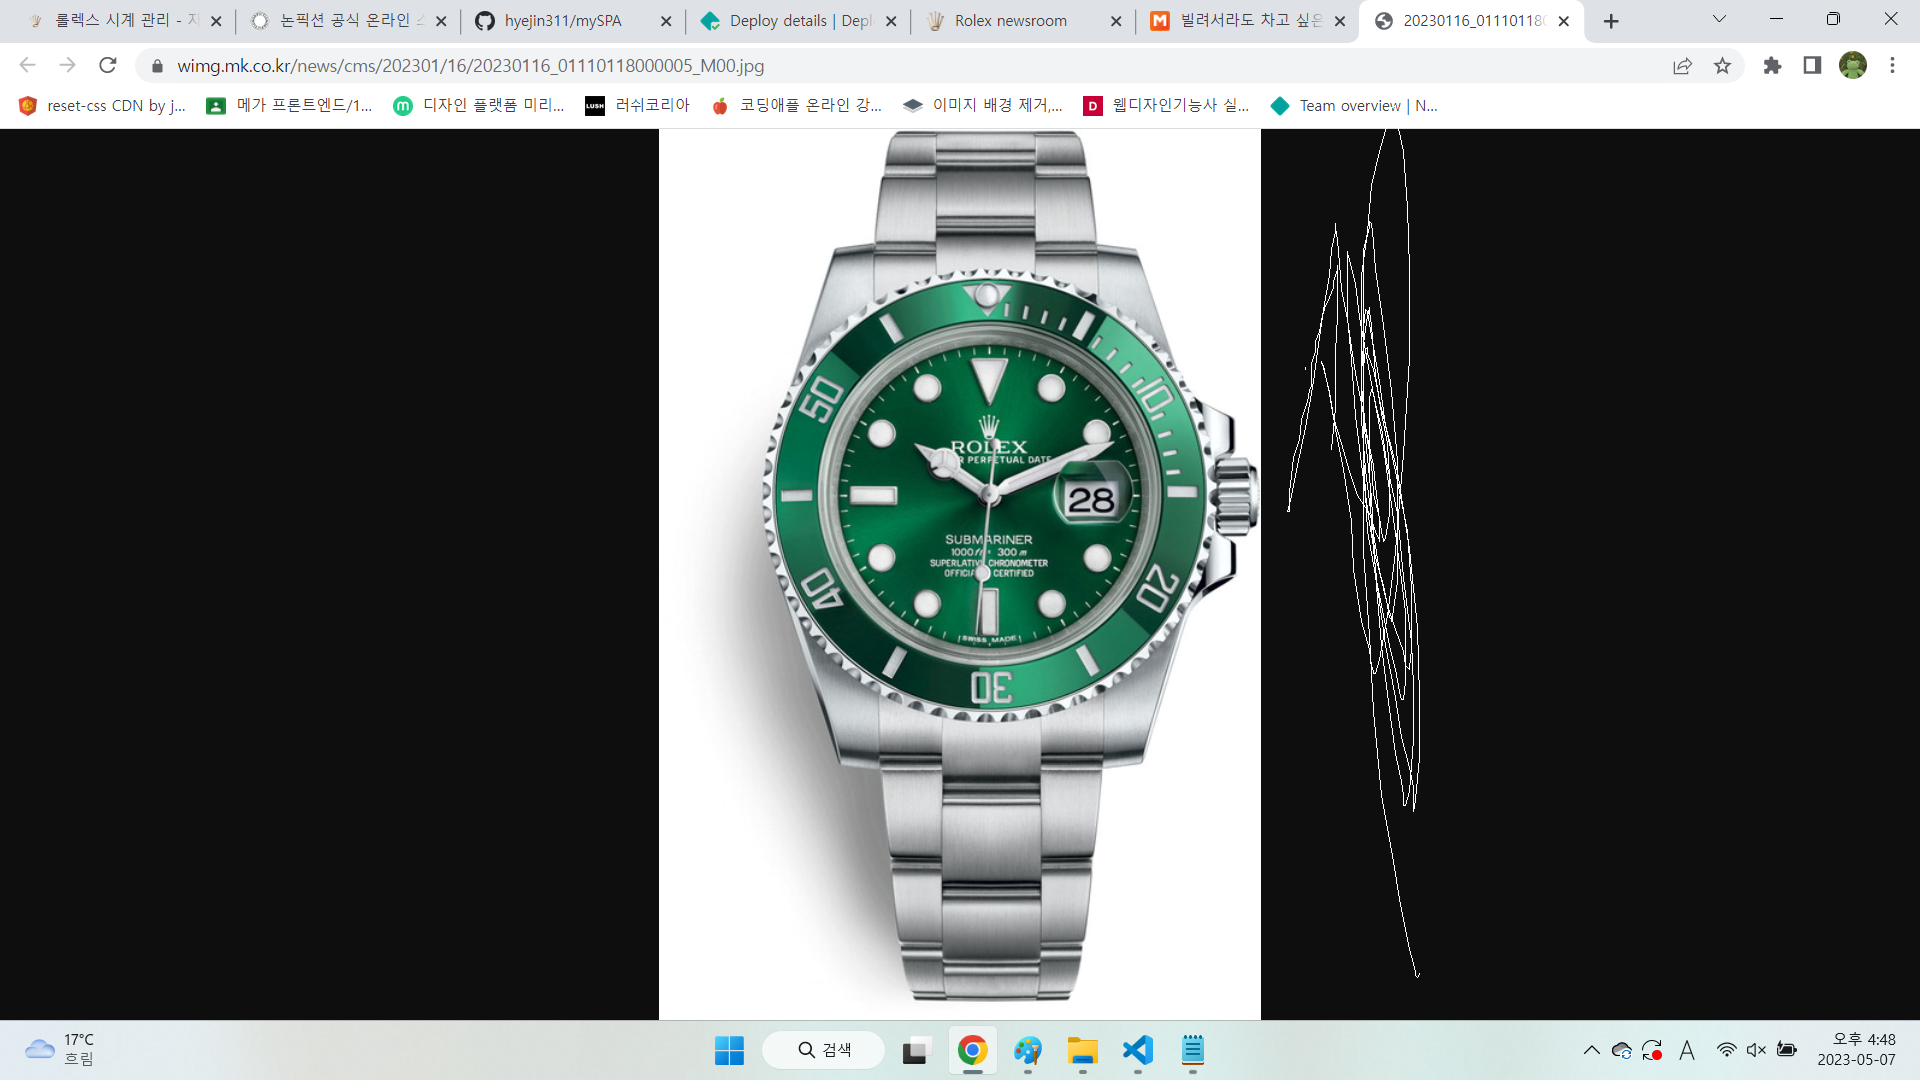 롤렉스 시계 관리 - 지
논픽션 공식 온라인 스
hyejin311/mySPA
Deploy details | Depl
Rolex newsroom
빌려서라도 차고 싶은
20230116_0111011800
wimg.mk.co.kr/news/cms/202301/16/20230116_01110118000005_M00.jpg
reset-css CDN by j...
메가 프론트엔드/1...
디자인 플랫폼 미리...
LUSH
러쉬코리아
코딩애플 온라인 강...
이미지 배경 제거,...
D
웹디자인기능사 실...
Team overview | N...
10
20
30
40
50
ROLEX
PERPETUAL DATE
28
SUBMARINER
1000 ft 300 m
SUPERLATIVE CHRONOMETER
OFFICIA CERTIFIED
SWISS MADE
17°C
흐림
검색
A
오후 4:48
2023-05-07